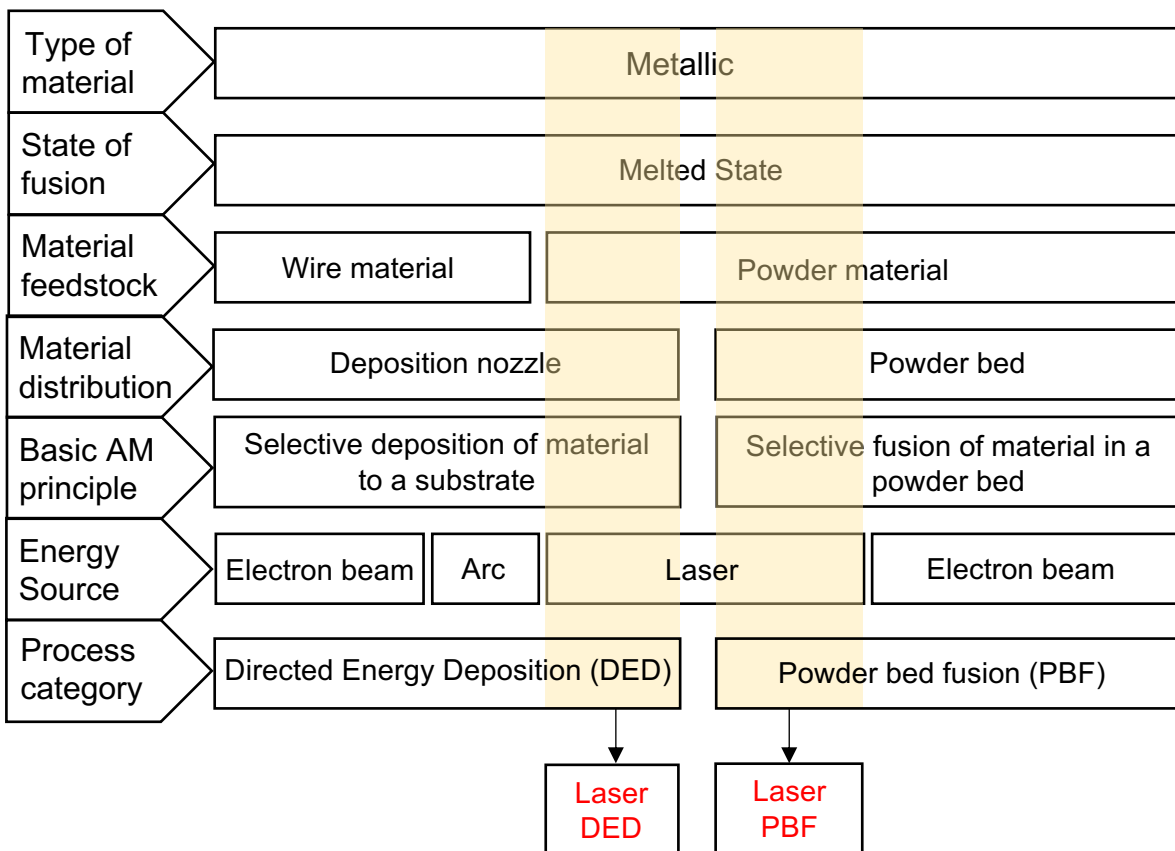 Type of
material
Metallic
State of
fusion
Melted State
Material
feedstock
Wire material
Powder material
Material
distribution
Deposition nozzle
Powder bed
Basic AM
principle
Selective deposition of material
to a substrate
Selective fusion of material in a
powder bed
Energy
Source
Electron beam
Arc
Laser
Electron beam
Process
category
Directed Energy Deposition (DED)
Powder bed fusion (PBF)
Laser
DED
Laser
PBF